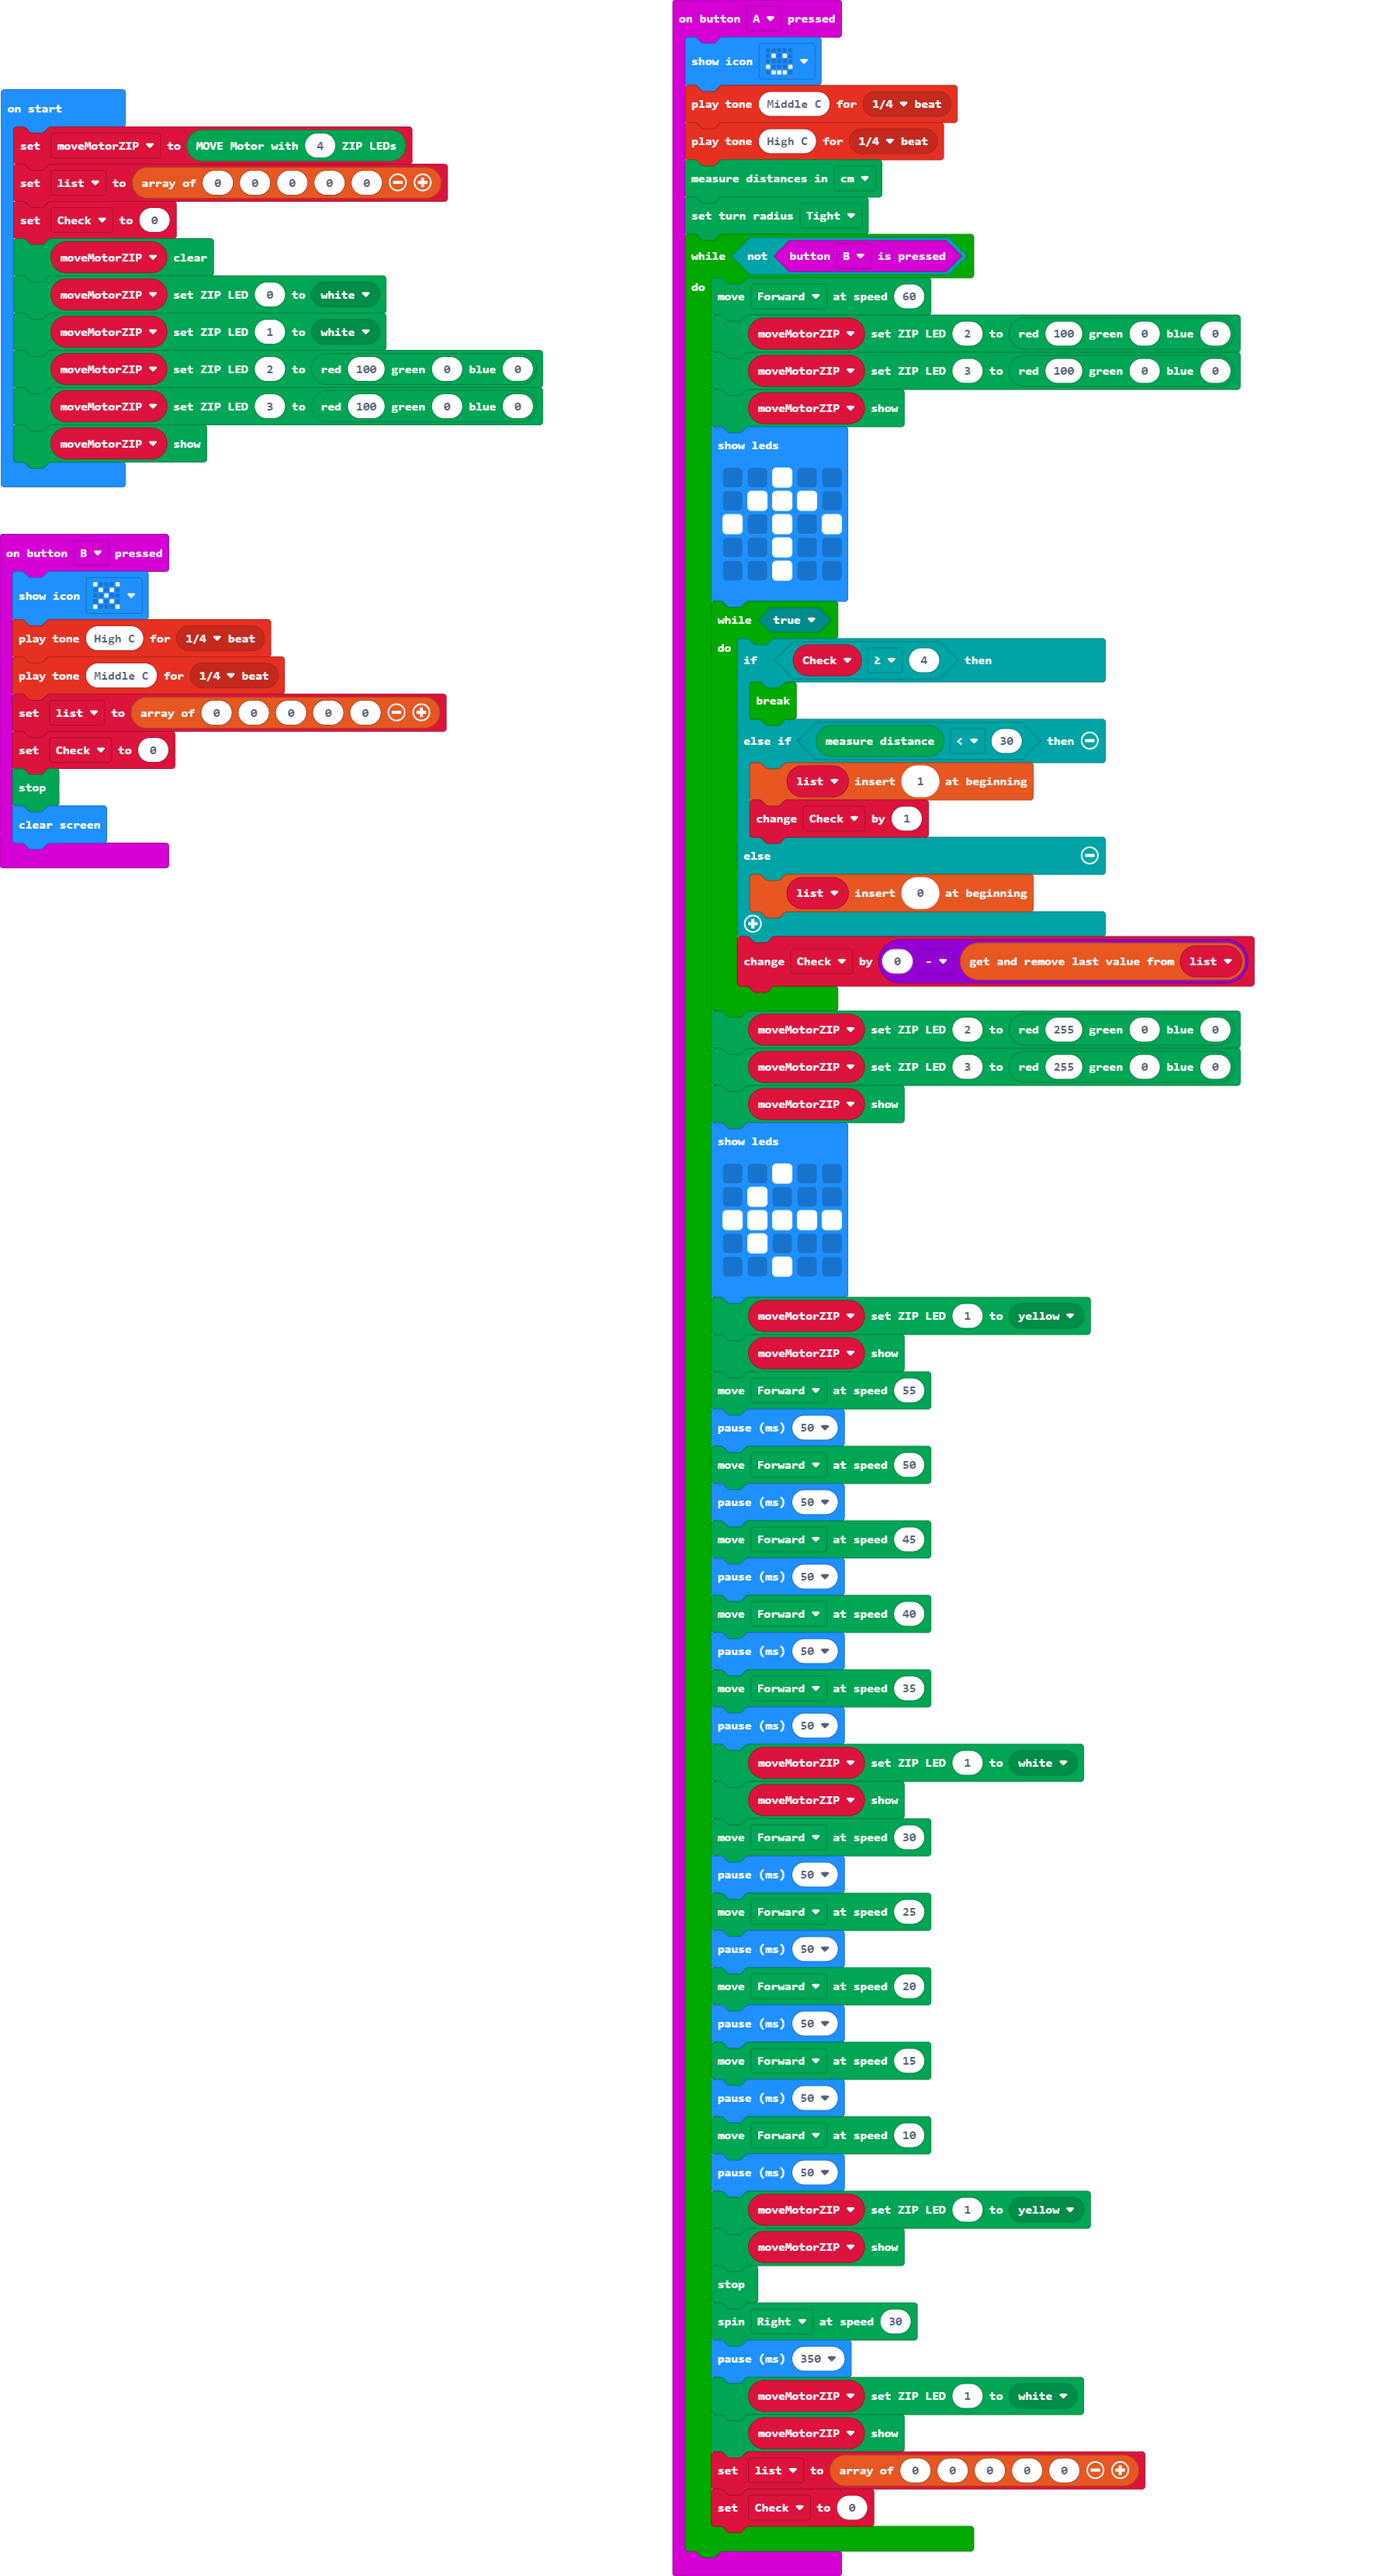 on start
set moveMotorZIP to MOVE Motor with 4 ZIP LEDs
set list to array of 0 0 0 0 0
set Check to 0
moveMotorZIP clear
moveMotorZIP set ZIP LED 0 to white
moveMotorZIP set ZIP LED 1 to white
moveMotorZIP set ZIP LED 2 to red 100 green 0 blue 0
moveMotorZIP set ZIP LED 3 to red 100 green 0 blue 0
moveMotorZIP show
on button B pressed
show icon
play tone High C for 1/4 beat
play tone Middle C for 1/4 beat
set list to array of 0 0 0 0 0
set Check to 0
stop
clear screen
on button A pressed
show icon
play tone Middle C for 1/4 beat
play tone High C for 1/4 beat
measure distances in cm
set turn radius Tight
while not button B is pressed
do
move Forward at speed 60
moveMotorZIP set ZIP LED 2 to red 100 green 0 blue 0
moveMotorZIP set ZIP LED 3 to red 100 green 0 blue 0
moveMotorZIP show
show leds
while true
do
if Check ≥ 4 then
break
else if measure distance < 30 then
list insert 1 at beginning
change Check by 1
else
list insert 0 at beginning
change Check by 0 - get and remove last value from list
moveMotorZIP set ZIP LED 2 to red 255 green 0 blue 0
moveMotorZIP set ZIP LED 3 to red 255 green 0 blue 0
moveMotorZIP show
show leds
moveMotorZIP set ZIP LED 1 to yellow
moveMotorZIP show
move Forward at speed 55
pause (ms) 50
move Forward at speed 50
pause (ms) 50
move Forward at speed 45
pause (ms) 50
move Forward at speed 40
pause (ms) 50
move Forward at speed 35
pause (ms) 50
moveMotorZIP set ZIP LED 1 to white
moveMotorZIP show
move Forward at speed 30
pause (ms) 50
move Forward at speed 25
pause (ms) 50
move Forward at speed 20
pause (ms) 50
move Forward at speed 15
pause (ms) 50
move Forward at speed 10
pause (ms) 50
moveMotorZIP set ZIP LED 1 to yellow
moveMotorZIP show
stop
spin Right at speed 30
pause (ms) 350
moveMotorZIP set ZIP LED 1 to white
moveMotorZIP show
set list to array of 0 0 0 0 0
set Check to 0